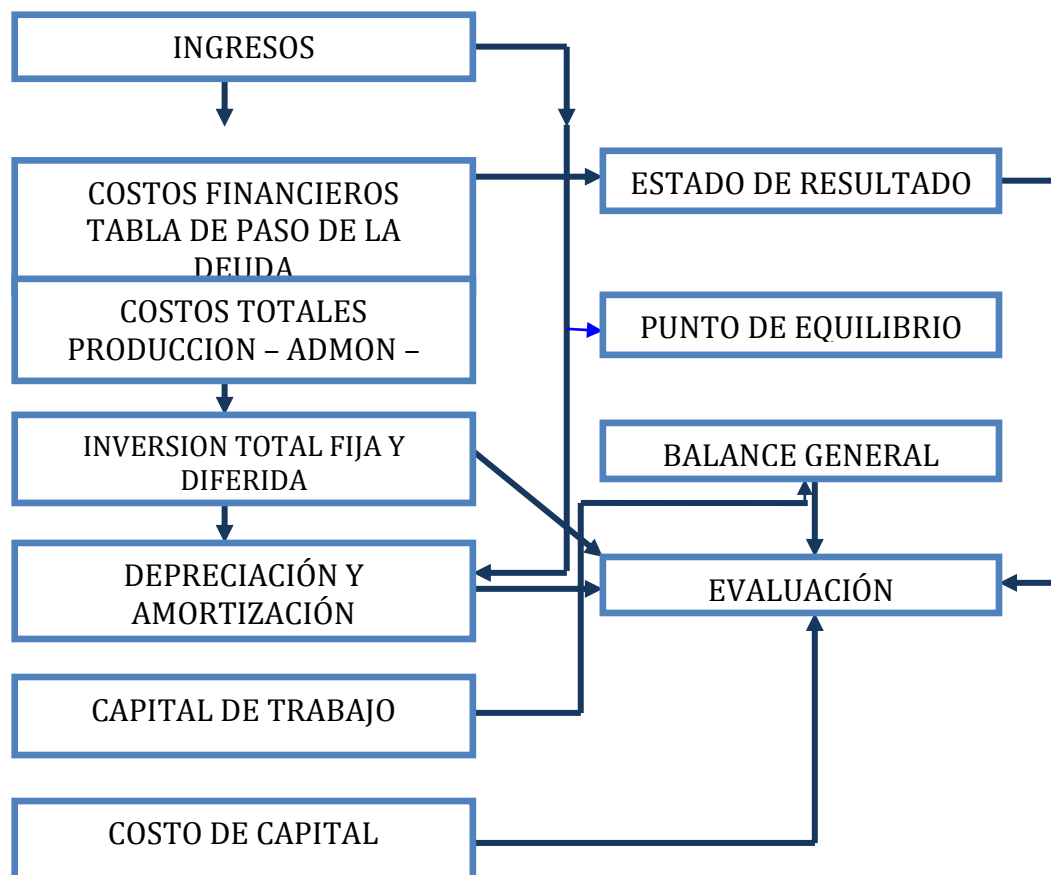 INGRESOS
COSTOS FINANCIEROS
TABLA DE PASO DE LA
DEUDA
COSTOS TOTALES
PRODUCCION – ADMON –
INVERSION TOTAL FIJA Y
DIFERIDA
DEPRECIACIÓN Y
AMORTIZACIÓN
CAPITAL DE TRABAJO
COSTO DE CAPITAL
ESTADO DE RESULTADO
PUNTO DE EQUILIBRIO
BALANCE GENERAL
EVALUACIÓN